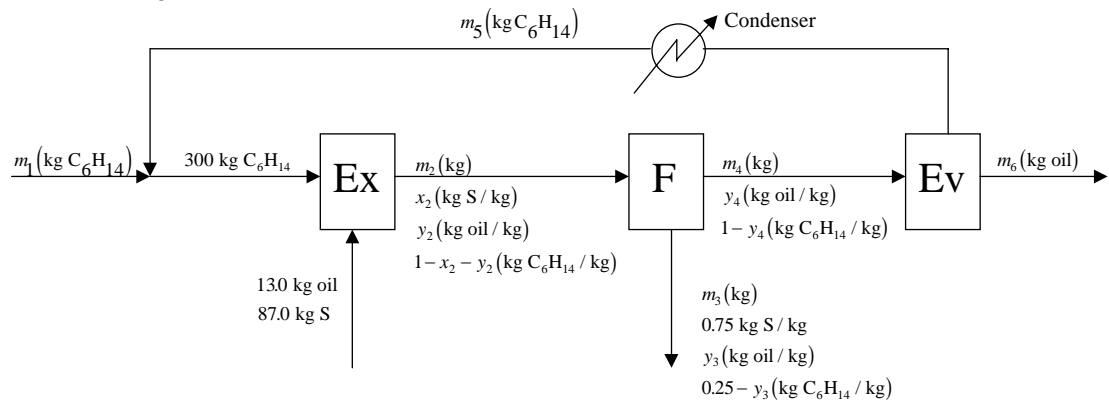 m₅(kg C₆H₁₄)
Condenser
m₁(kg C₆H₁₄)
300 kg C₆H₁₄
Ex
m₂(kg)
x₂(kg S / kg)
y₂(kg oil / kg)
1 − x₂ − y₂(kg C₆H₁₄ / kg)
F
m₄(kg)
y₄(kg oil / kg)
1 − y₄(kg C₆H₁₄ / kg)
Ev
m₆(kg oil)
13.0 kg oil
87.0 kg S
m₃(kg)
0.75 kg S / kg
y₃(kg oil / kg)
0.25 − y₃(kg C₆H₁₄ / kg)